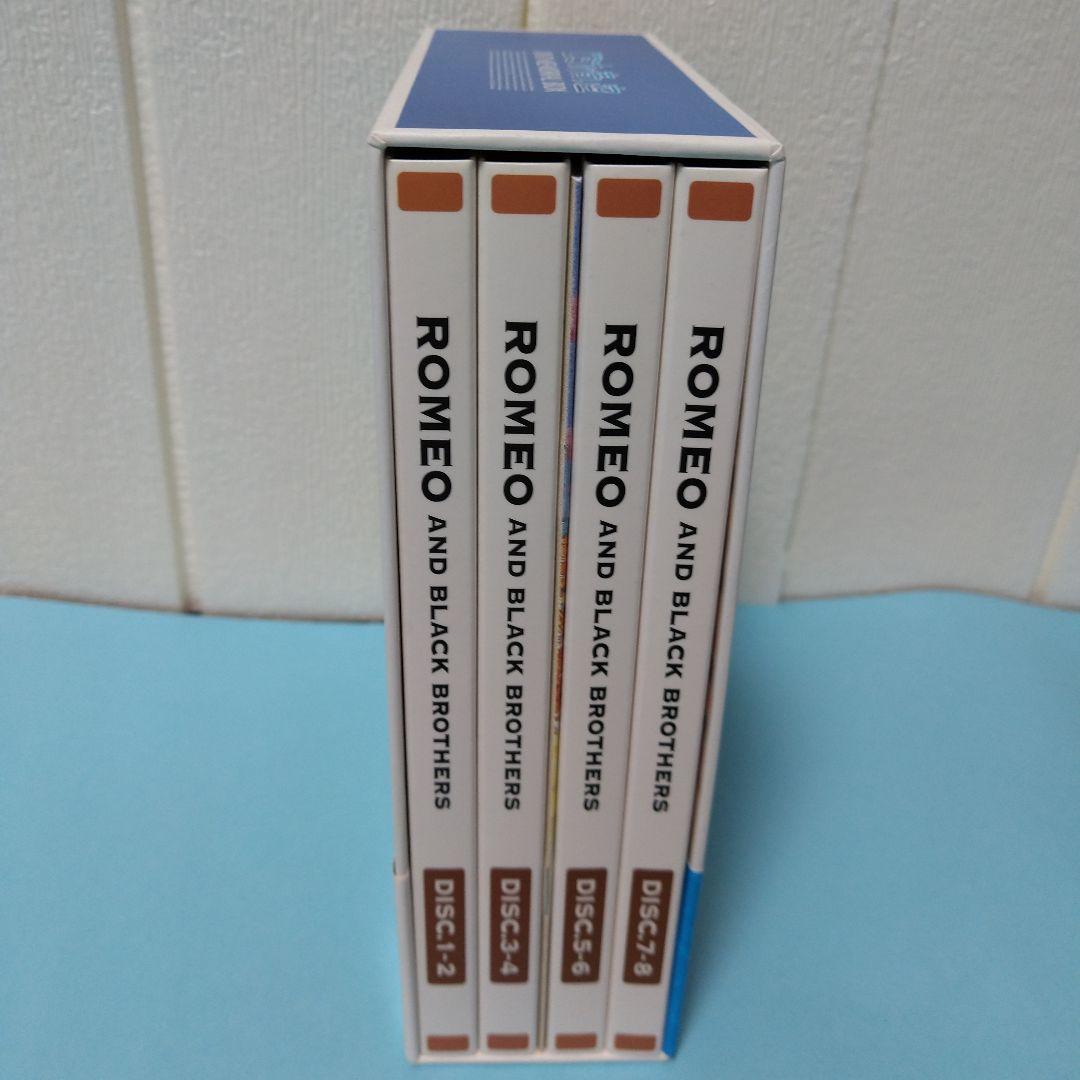 ROMEO AND BLACK BROTHERS
DISC.1-2
ROMEO AND BLACK BROTHERS
DISC.3-4
ROMEO AND BLACK BROTHERS
DISC.5-6
ROMEO AND BLACK BROTHERS
DISC.7-8